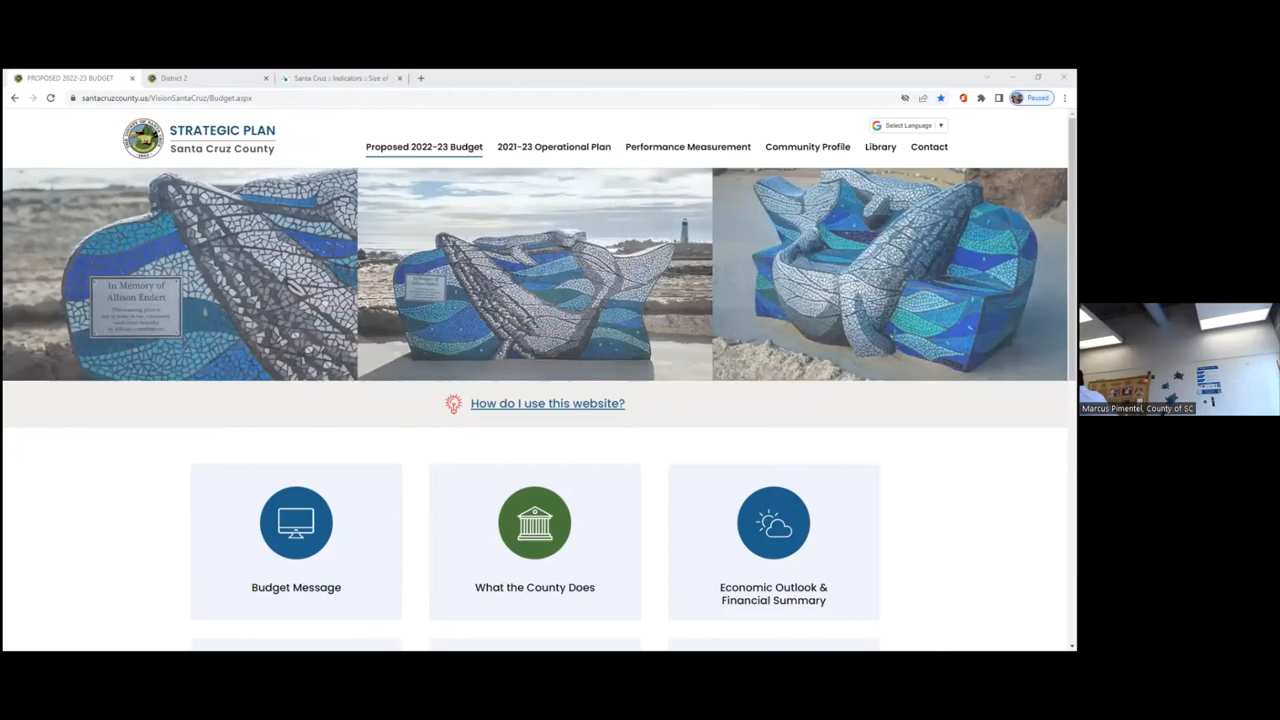 PROPOSED 2022-23 BUDGET
District 2
Santa Cruz :: Indicators :: Size of
santacruzcounty.us/VisionSantaCruz/Budget.aspx
Paused
STRATEGIC PLAN
Santa Cruz County
Select Language
Proposed 2022-23 Budget
2021-23 Operational Plan
Performance Measurement
Community Profile
Library
Contact
In Memory of
Allison Endert
How do I use this website?
Budget Message
What the County Does
Economic Outlook &
Financial Summary
Marcus Pimentel, County of SC